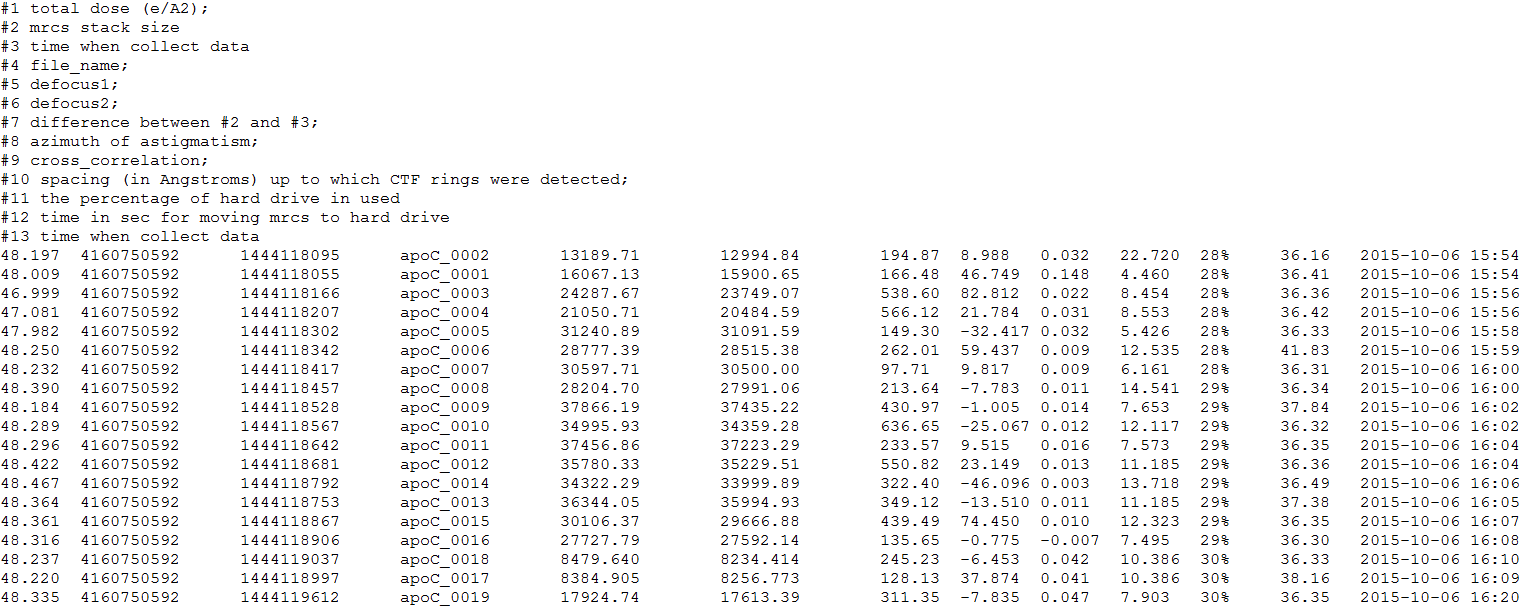 #1 total dose (e/A2);
#2 mrcs stack size
#3 time when collect data
#4 file_name;
#5 defocus1;
#6 defocus2;
#7 difference between #2 and #3;
#8 azimuth of astigmatism;
#9 cross_correlation;
#10 spacing (in Angstroms) up to which CTF rings were detected;
#11 the percentage of hard drive in used
#12 time in sec for moving mrcs to hard drive
#13 time when collect data
48.197 4160750592 1444118095 apoC_0002 13189.71 12994.84 194.87 8.988 0.032 22.720 28% 36.16 2015-10-06 15:54
48.009 4160750592 1444118055 apoC_0001 16067.13 15900.65 166.48 46.749 0.148 4.460 28% 36.41 2015-10-06 15:54
46.999 4160750592 1444118166 apoC_0003 24287.67 23749.07 538.60 82.812 0.022 8.454 28% 36.36 2015-10-06 15:56
47.081 4160750592 1444118207 apoC_0004 21050.71 20484.59 566.12 21.784 0.031 8.553 28% 36.42 2015-10-06 15:56
47.982 4160750592 1444118302 apoC_0005 31240.89 31091.59 149.30 -32.417 0.032 5.426 28% 36.33 2015-10-06 15:58
48.250 4160750592 1444118342 apoC_0006 28777.39 28515.38 262.01 59.437 0.009 12.535 28% 41.83 2015-10-06 15:59
48.232 4160750592 1444118417 apoC_0007 30597.71 30500.00 97.71 9.817 0.009 6.161 28% 36.31 2015-10-06 16:00
48.390 4160750592 1444118457 apoC_0008 28204.70 27991.06 213.64 -7.783 0.011 14.541 29% 36.34 2015-10-06 16:00
48.184 4160750592 1444118528 apoC_0009 37866.19 37435.22 430.97 -1.005 0.014 7.653 29% 37.84 2015-10-06 16:02
48.289 4160750592 1444118567 apoC_0010 34995.93 34359.28 636.65 -25.067 0.012 12.117 29% 36.32 2015-10-06 16:02
48.296 4160750592 1444118642 apoC_0011 37456.86 37223.29 233.57 9.515 0.016 7.573 29% 36.35 2015-10-06 16:04
48.422 4160750592 1444118681 apoC_0012 35780.33 35229.51 550.82 23.149 0.013 11.185 29% 36.36 2015-10-06 16:04
48.467 4160750592 1444118792 apoC_0014 34322.29 33999.89 322.40 -46.096 0.003 13.718 29% 36.49 2015-10-06 16:06
48.364 4160750592 1444118753 apoC_0013 36344.05 35994.93 349.12 -13.510 0.011 11.185 29% 37.38 2015-10-06 16:05
48.361 4160750592 1444118867 apoC_0015 30106.37 29666.88 439.49 74.450 0.010 12.323 29% 36.35 2015-10-06 16:07
48.316 4160750592 1444118906 apoC_0016 27727.79 27592.14 135.65 -0.775 -0.007 7.495 29% 36.30 2015-10-06 16:08
48.237 4160750592 1444119037 apoC_0018 8479.640 8234.414 245.23 -6.453 0.042 10.386 30% 36.33 2015-10-06 16:10
48.220 4160750592 1444118997 apoC_0017 8384.905 8256.773 128.13 37.874 0.041 10.386 30% 38.16 2015-10-06 16:09
48.335 4160750592 1444119612 apoC_0019 17924.74 17613.39 311.35 -7.835 0.047 7.903 30% 36.35 2015-10-06 16:20